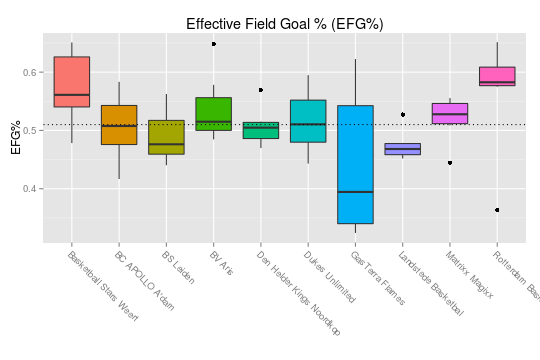 Effective Field Goal % (EFG%)
EFG%
0.6
0.5
0.4
Basketball Stars Weert
BC APOLLO A'dam
BS Leiden
BV Aris
Den Helder Kings Noordkop
Dukes Unlimited
GasTerra Flames
Landstede Basketbal
Matrixx Magixx
Rotterdam Bas